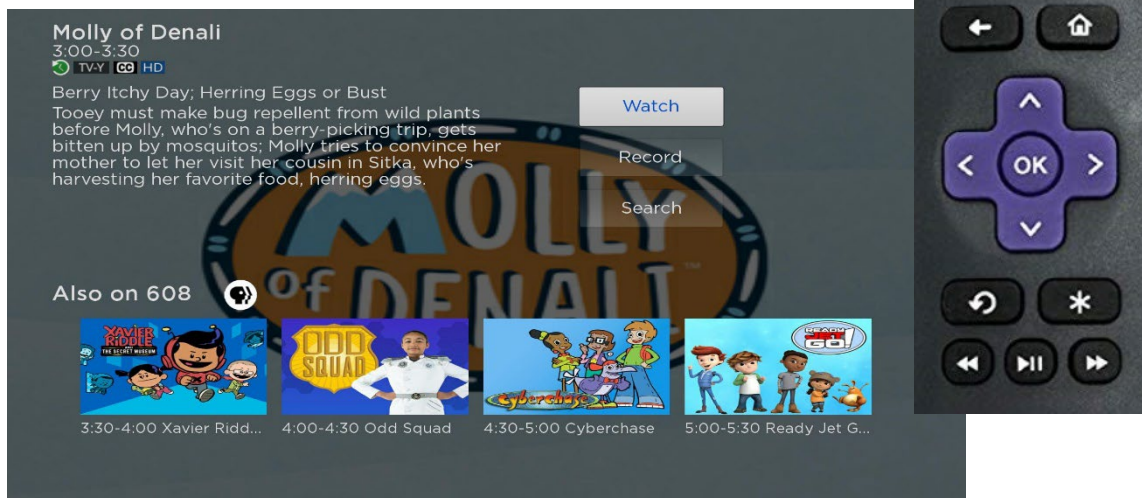 Molly of Denali
3:00-3:30
TV-Y CC HD
Berry Itchy Day; Herring Eggs or Bust
Tooey must make bug repellent from wild plants
before Molly, who's on a berry-picking trip, gets
bitten up by mosquitos; Molly tries to convince her
mother to let her visit her cousin in Sitka, who's
harvesting her favorite food, herring eggs.
Watch
Record
Search
MOLLY
OF DENALI
TM
Also on 608
XAVIER
RIDDLE
AND
THE SECRET MUSEUM
ODD
SQUAD
Cyberchase
READY
JET
GO!
3:30-4:00 Xavier Ridd...
4:00-4:30 Odd Squad
4:30-5:00 Cyberchase
5:00-5:30 Ready Jet G...
OK